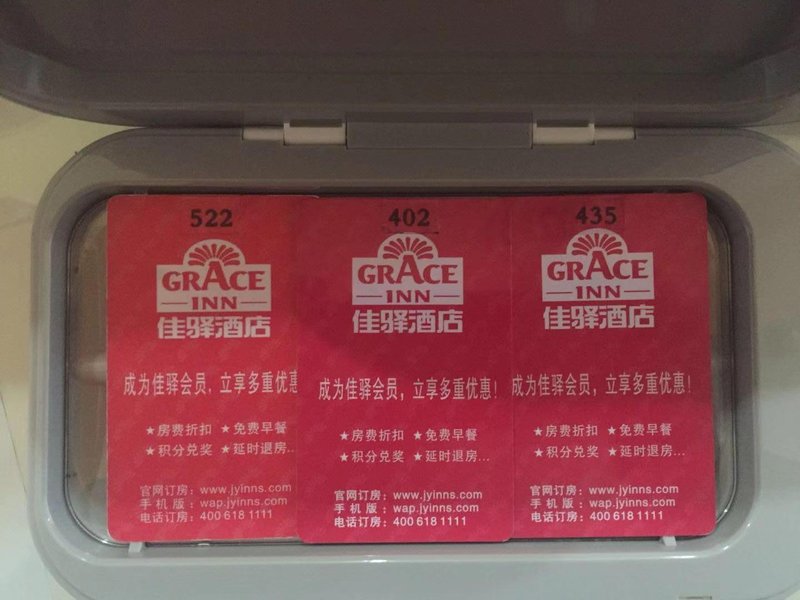 522
GRACE
INN
佳驿酒店
成为佳驿会员，立享多重优惠
★房费折扣 ★免费早餐
★积分兑奖 ★延时退房...
官网订房：www.jyinns.com
手机版：wap.jyinns.com
电话订房：400 618 1111
402
GRACE
INN
佳驿酒店
成为佳驿会员，立享多重优惠！
★房费折扣 ★免费早餐
★积分兑奖 ★延时退房...
官网订房：www.jyinns.com
手机版：wap.jyinns.com
电话订房：400 618 1111
435
GRACE
INN
佳驿酒店
成为佳驿会员，立享多重优惠！
★房费折扣 ★免费早餐
★积分兑奖 ★延时退房...
官网订房：www.jyinns.com
手机版：wap.jyinns.com
电话订房：400 618 1111